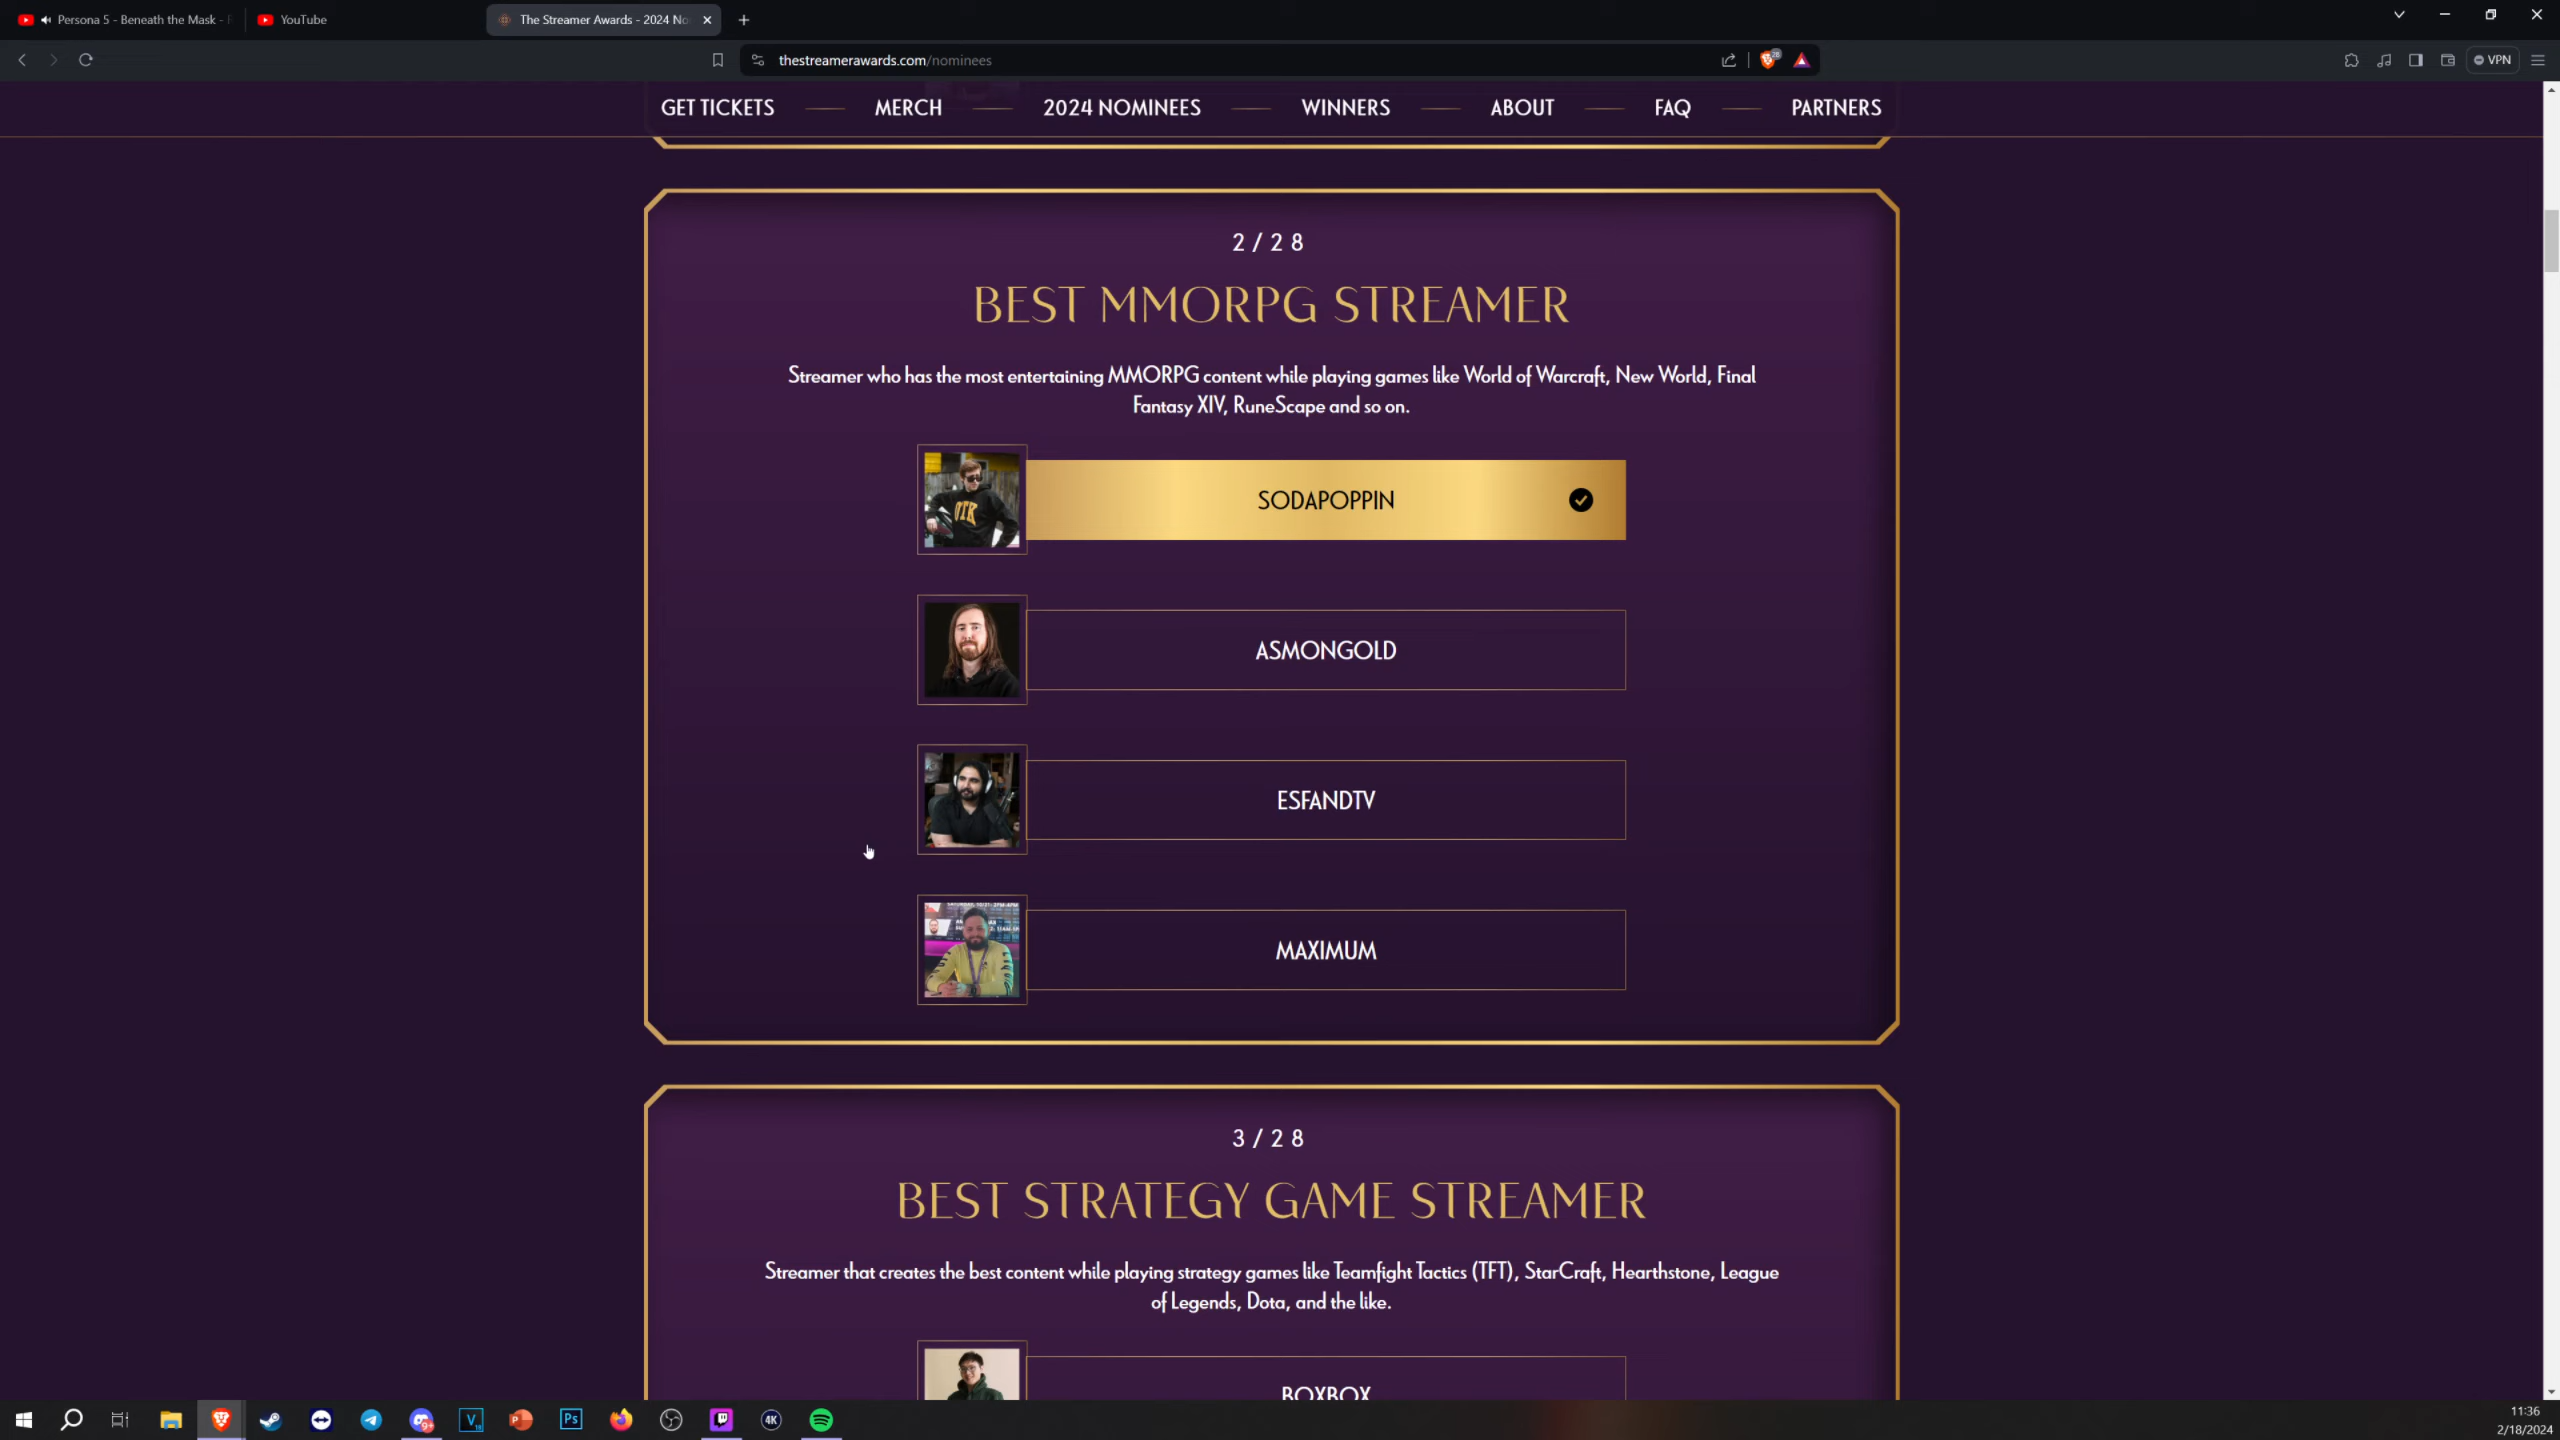 Persona 5 - Beneath the Mask -
YouTube
The Streamer Awards - 2024 No
thestreamerawards.com/nominees
VPN
GET TICKETS
MERCH
2024 NOMINEES
WINNERS
ABOUT
FAQ
PARTNERS
2/28
BEST MMORPG STREAMER
Streamer who has the most entertaining MMORPG content while playing games like World of Warcraft, New World, Final
Fantasy XIV, RuneScape and so on.
SODAPOPPIN
ASMONGOLD
ESFANDTV
MAXIMUM
3/28
BEST STRATEGY GAME STREAMER
Streamer that creates the best content while playing strategy games like Teamfight Tactics (TFT), StarCraft, Hearthstone, League
of Legends, Dota, and the like.
BOXBOX
Ps
4K
11:36
2/18/2024